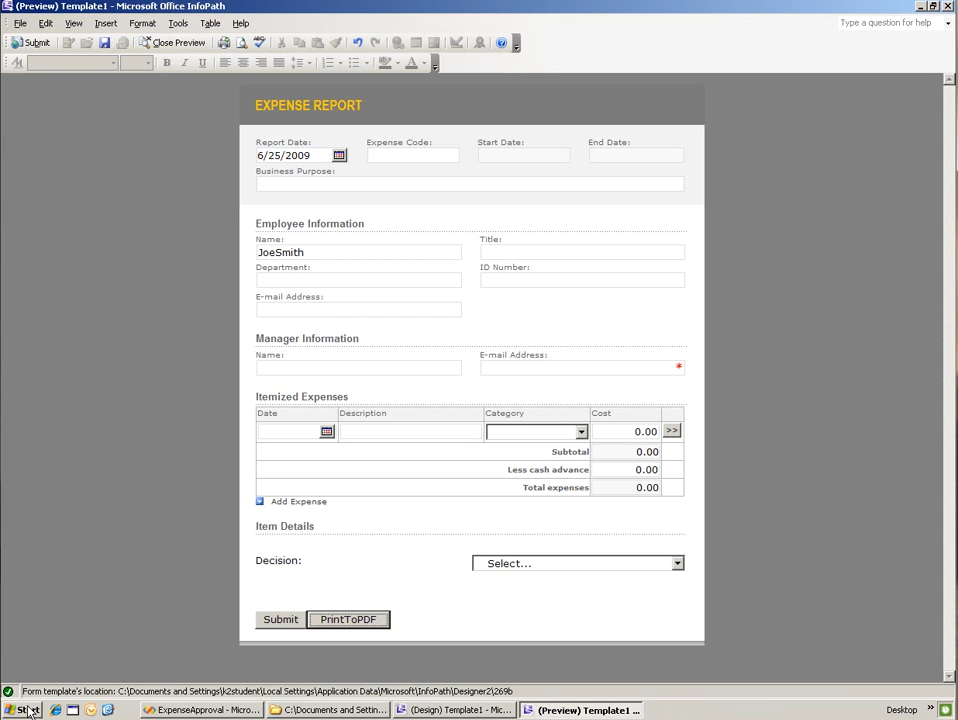 (Preview) Template1 - Microsoft Office InfoPath
File Edit View Insert Format Tools Table Help
Type a question for help
Submit Close Preview
B I U A
EXPENSE REPORT
Report Date: Expense Code: Start Date: End Date:
6/25/2009
Business Purpose:
Employee Information
Name: Title:
JoeSmith
Department: ID Number:
E-mail Address:
Manager Information
Name: E-mail Address:
*
Itemized Expenses
Date Description Category Cost
0.00 >>
Subtotal 0.00
Less cash advance 0.00
Total expenses 0.00
Add Expense
Item Details
Decision: Select...
Submit PrintToPDF
Form template's location: C:\Documents and Settings\k2student\Local Settings\Application Data\Microsoft\InfoPath\Designer2\269b
Start ExpenseApproval - Micro... C:\Documents and Settin... (Design) Template1 - Mic... (Preview) Template1 ... Desktop »